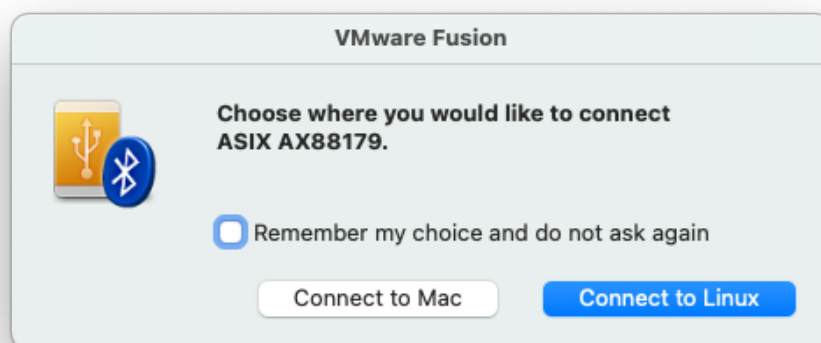 VMware Fusion
Choose where you would like to connect
ASIX AX88179.
Remember my choice and do not ask again
Connect to Mac
Connect to Linux